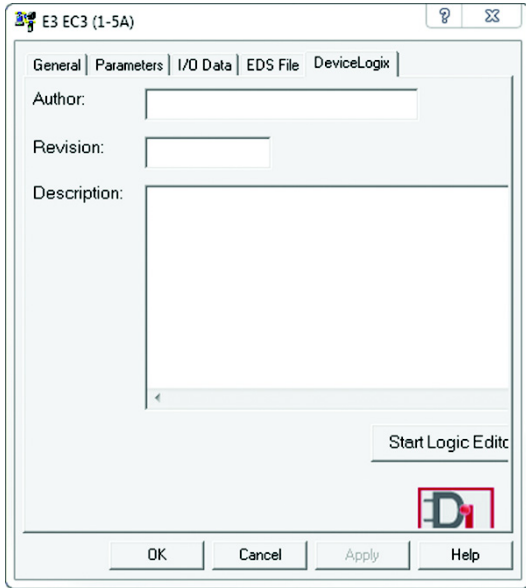 E3 EC3 (1-5A)
General Parameters I/O Data EDS File DeviceLogix
Author:
Revision:
Description:
Start Logic Edito
OK Cancel Apply Help